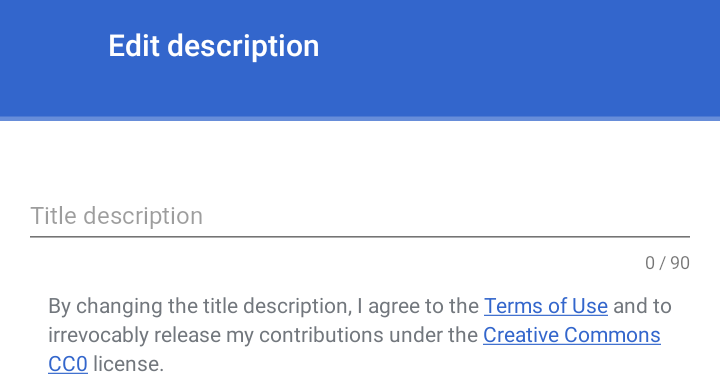 Edit description
Title description
0 / 90
By changing the title description, I agree to the Terms of Use and to
irrevocably release my contributions under the Creative Commons
CC0 license.